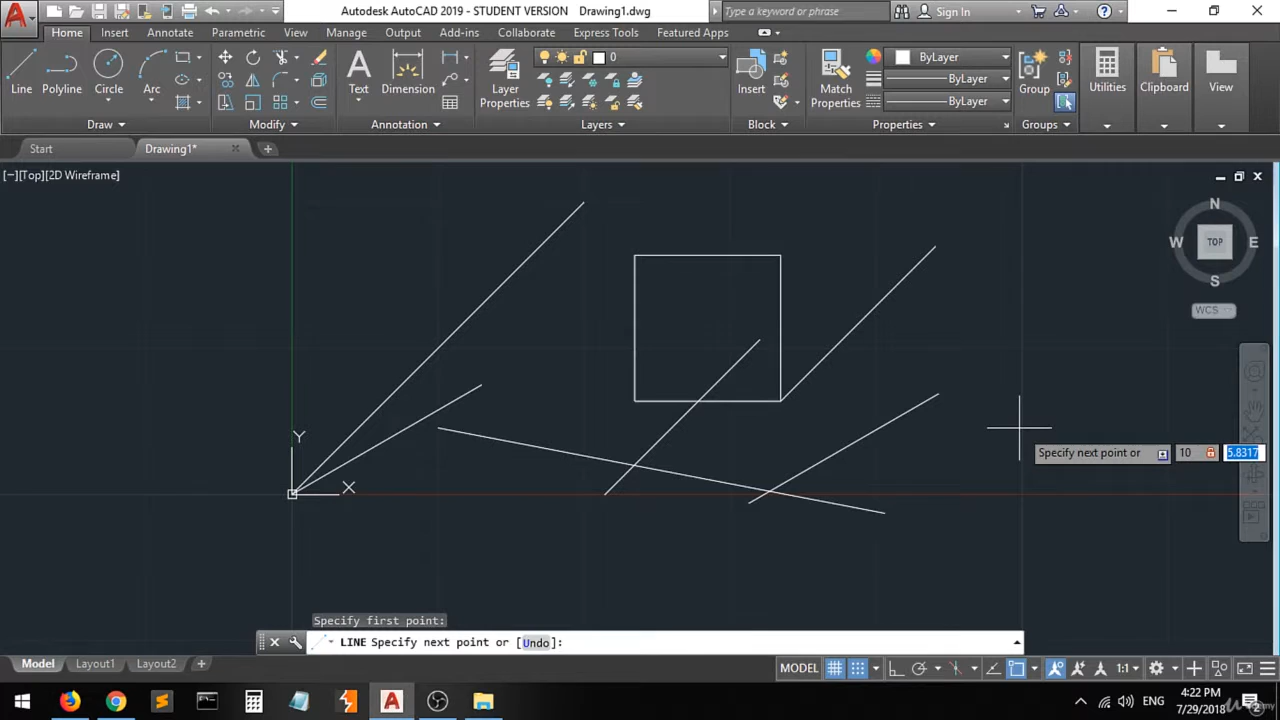 Autodesk AutoCAD 2019 - STUDENT VERSION Drawing1.dwg
Type a keyword or phrase
Sign In
Home Insert Annotate Parametric View Manage Output Add-ins Collaborate Express Tools Featured Apps
Line Polyline Circle Arc
Text Dimension
Layer Properties
0
Insert
Match Properties
ByLayer
ByLayer
ByLayer
Group
Utilities
Clipboard
View
Draw Modify Annotation Layers Block Properties Groups
Start Drawing1*
[−][Top][2D Wireframe]
N
W TOP E
S
WCS
Y
X
Specify next point or 10 5.8317
Specify first point:
LINE Specify next point or [Undo]:
Model Layout1 Layout2
MODEL 1:1
ENG
4:22 PM
7/29/2018